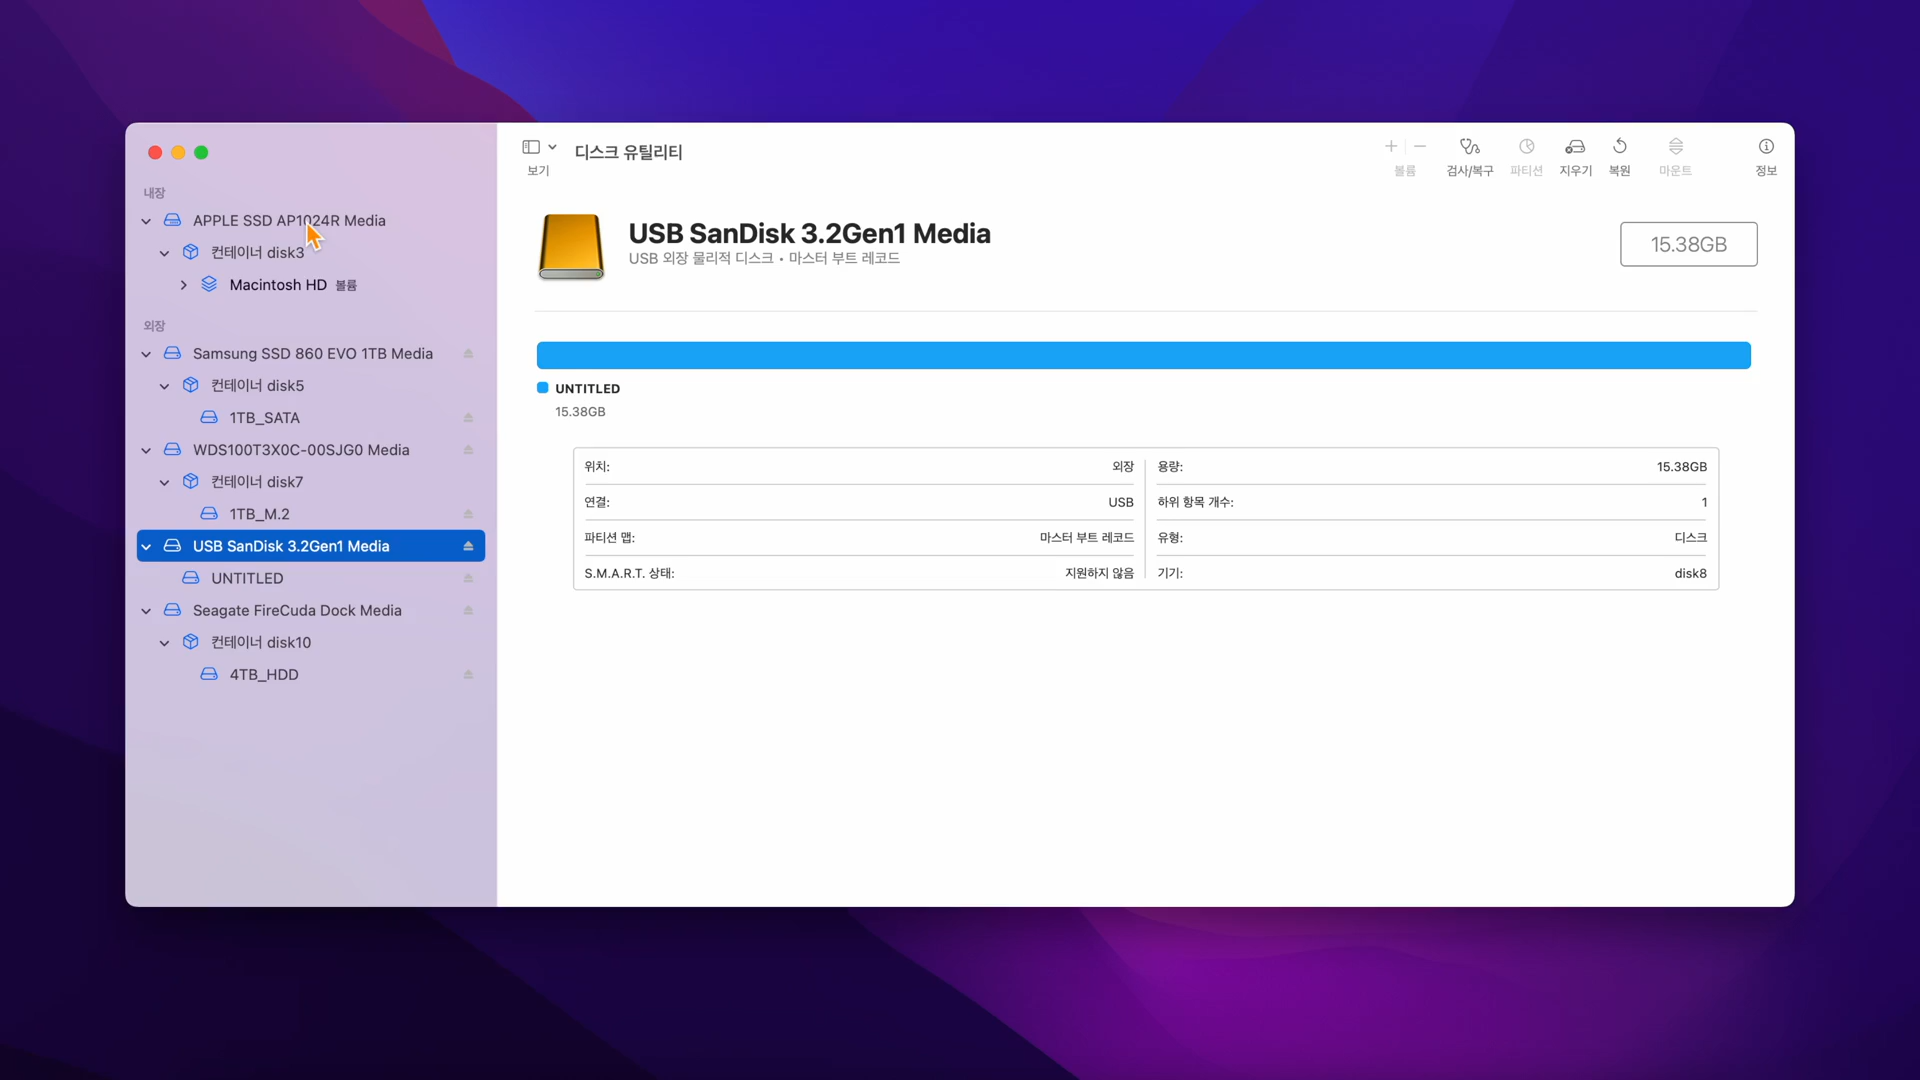 내장
APPLE SSD AP1024R Media
컨테이너 disk3
Macintosh HD 볼륨
외장
Samsung SSD 860 EVO 1TB Media
컨테이너 disk5
1TB_SATA
WDS100T3X0C-00SJG0 Media
컨테이너 disk7
1TB_M.2
USB SanDisk 3.2Gen1 Media
UNTITLED
Seagate FireCuda Dock Media
컨테이너 disk10
4TB_HDD
보기
디스크 유틸리티
볼륨
검사/복구
파티션
지우기
복원
마운트
정보
USB SanDisk 3.2Gen1 Media
USB 외장 물리적 디스크 • 마스터 부트 레코드
15.38GB
UNTITLED
15.38GB
위치: 외장
연결: USB
파티션 맵: 마스터 부트 레코드
S.M.A.R.T. 상태: 지원하지 않음
용량: 15.38GB
하위 항목 개수: 1
유형: 디스크
기기: disk8